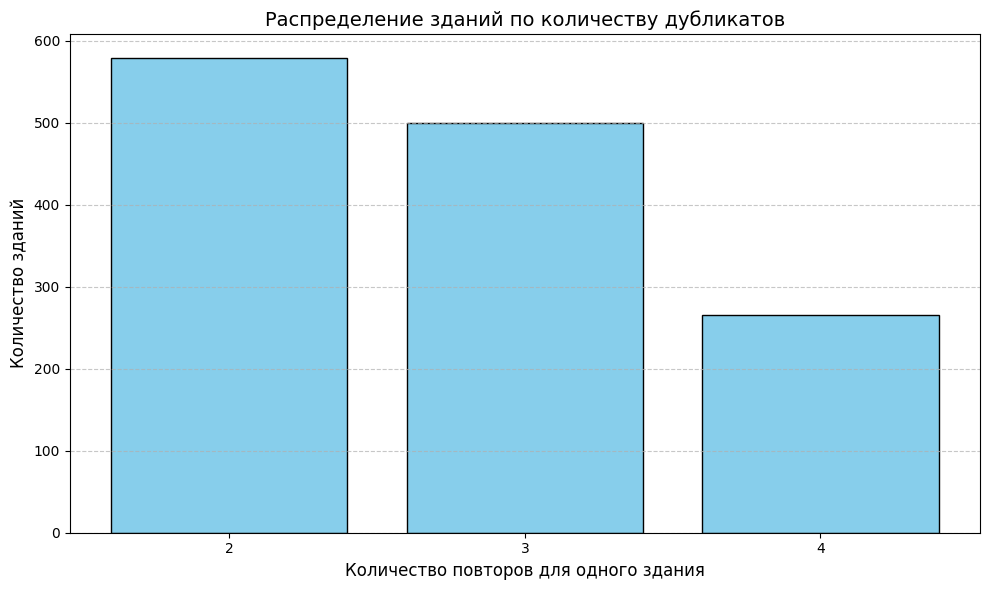 Распределение зданий по количеству дубликатов
600
500
400
300
200
100
0
Количество зданий
2 3 4
Количество повторов для одного здания